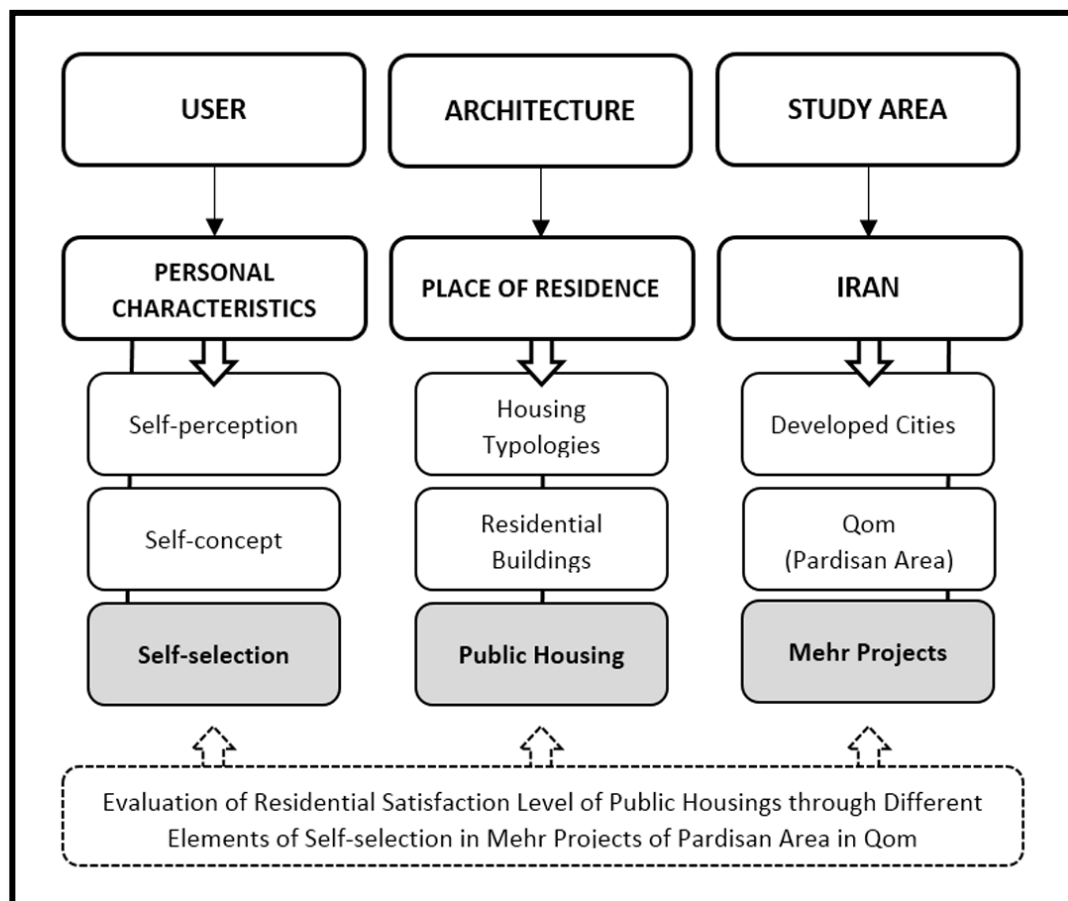 USER
ARCHITECTURE
STUDY AREA
PERSONAL
CHARACTERISTICS
PLACE OF RESIDENCE
IRAN
Self-perception
Housing
Typologies
Developed Cities
Self-concept
Residential
Buildings
Qom
(Pardisan Area)
Self-selection
Public Housing
Mehr Projects
Evaluation of Residential Satisfaction Level of Public Housings through Different
Elements of Self-selection in Mehr Projects of Pardisan Area in Qom